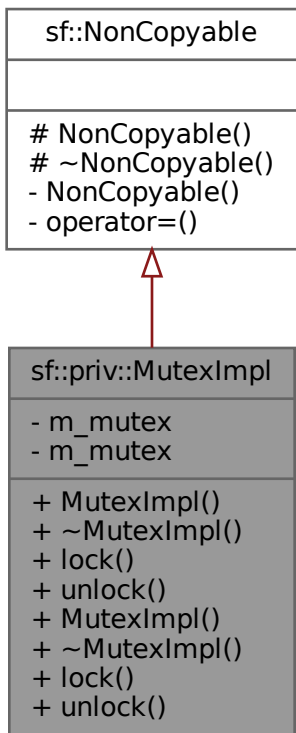 sf::NonCopyable
# NonCopyable()
# ~NonCopyable()
- NonCopyable()
- operator=()
sf::priv::MutexImpl
- m_mutex
- m_mutex
+ MutexImpl()
+ ~MutexImpl()
+ lock()
+ unlock()
+ MutexImpl()
+ ~MutexImpl()
+ lock()
+ unlock()